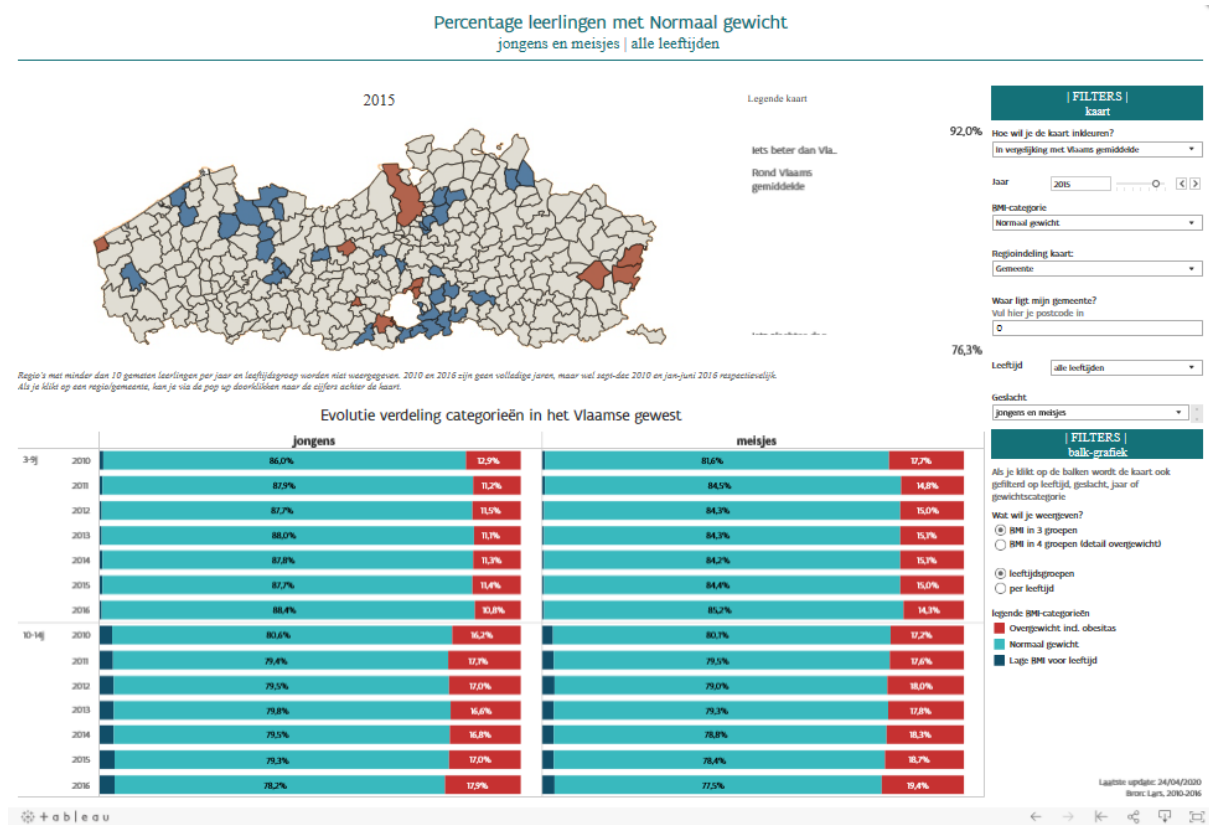 Percentage leerlingen met Normaal gewicht
jongens en meisjes | alle leeftijden
2015
Legende kaart
92,0%
Iets beter dan Vla..
Rond Vlaams
gemiddelde
76,3%
Regio's met minder dan 10 gemeten leerlingen per jaar en leeftijdsgroep worden niet weergegeven. 2010 en 2016 zijn geen volledige jaren, maar wel sept-dec 2010 en jan-juni 2016 respectievelijk.
Als je klikt op een regio/gemeente, kan je via de pop up doorklikken naar de cijfers achter de kaart.
| FILTERS |
kaart
Hoe wil je de kaart inkleuren?
In vergelijking met Vlaams gemiddelde
Jaar
2015
BMI-categorie
Normaal gewicht
Regioindeling kaart:
Gemeente
Waar ligt mijn gemeente?
Vul hier je postcode in
0
Leeftijd
alle leeftijden
Geslacht
jongens en meisjes
Evolutie verdeling categorieën in het Vlaamse gewest
jongens meisjes
3-9j 2010 86,0% 12,9% 81,6% 17,7%
2011 87,9% 11,2% 84,5% 14,8%
2012 87,7% 11,5% 84,3% 15,0%
2013 88,0% 11,1% 84,3% 15,1%
2014 87,8% 11,3% 84,2% 15,1%
2015 87,7% 11,4% 84,4% 15,0%
2016 88,4% 10,8% 85,2% 14,3%
10-14j 2010 80,6% 16,2% 80,1% 17,2%
2011 79,4% 17,1% 79,5% 17,6%
2012 79,5% 17,0% 79,0% 18,0%
2013 79,8% 16,6% 79,3% 17,8%
2014 79,5% 16,8% 78,8% 18,3%
2015 79,3% 17,0% 78,4% 18,7%
2016 78,2% 17,9% 77,5% 19,4%
| FILTERS |
balk-grafiek
Als je klikt op de balken wordt de kaart ook
gefilterd op leeftijd, geslacht, jaar of
gewichtscategorie
Wat wil je weergeven?
BMI in 3 groepen
BMI in 4 groepen (detail overgewicht)
leeftijdsgroepen
per leeftijd
legende BMI-categorieën
Overgewicht incl. obesitas
Normaal gewicht
Lage BMI voor leeftijd
Laatste update: 24/04/2020
Bron: Lars, 2010-2016
+ a b | e a u